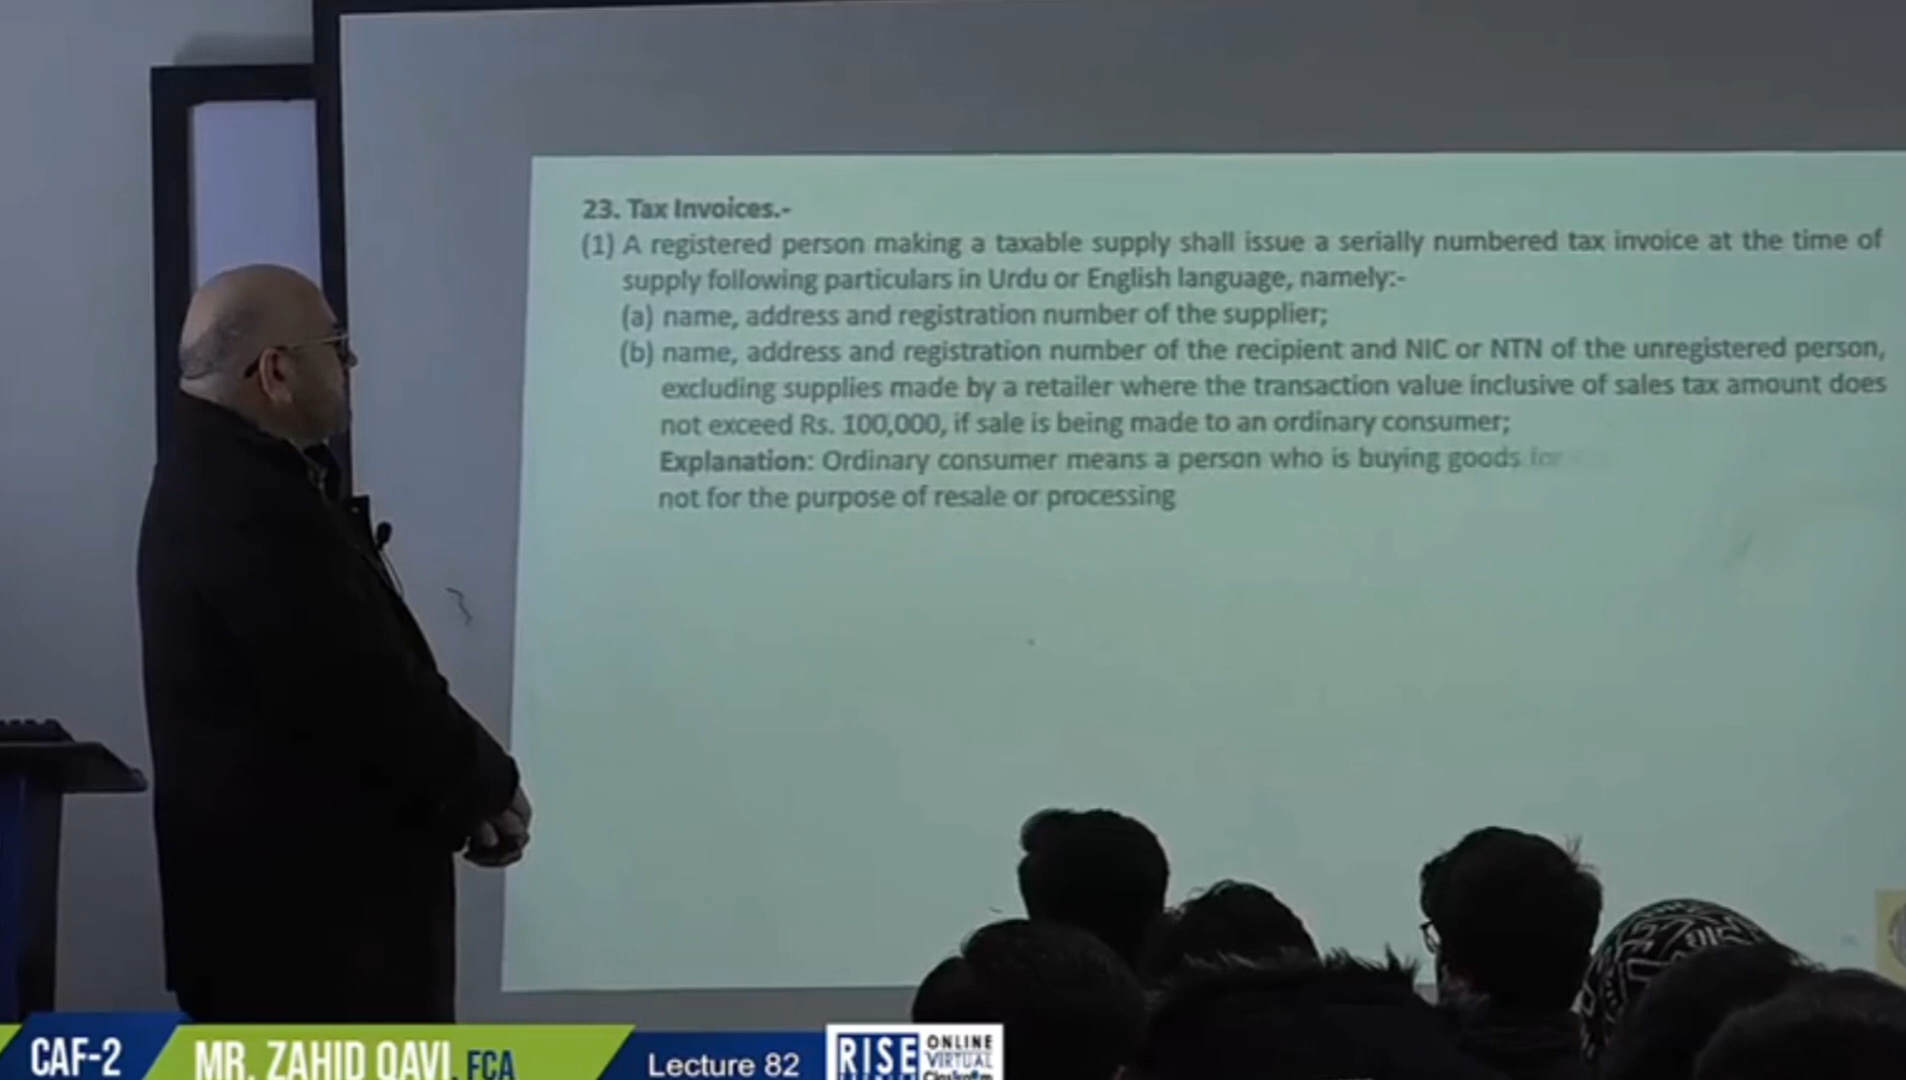 23. Tax Invoices.-
(1) A registered person making a taxable supply shall issue a serially numbered tax invoice at the time of
supply following particulars in Urdu or English language, namely:-
(a) name, address and registration number of the supplier;
(b) name, address and registration number of the recipient and NIC or NTN of the unregistered person,
excluding supplies made by a retailer where the transaction value inclusive of sales tax amount does
not exceed Rs. 100,000, if sale is being made to an ordinary consumer;
Explanation: Ordinary consumer means a person who is buying goods for
not for the purpose of resale or processing
CAF-2
MR. ZAHID QAVI, FCA
Lecture 82
RISE
ONLINE
VIRTUAL